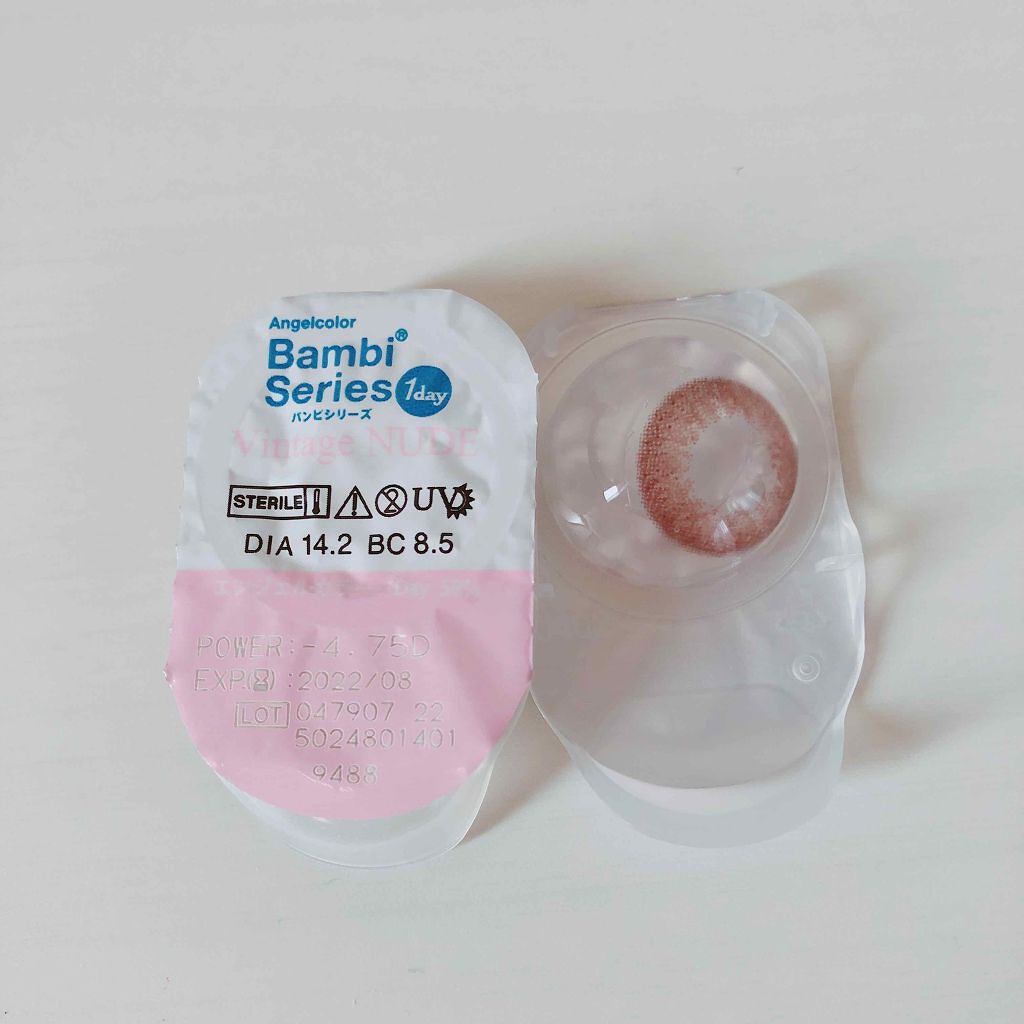 Angelcolor
Bambi®
Series 1day
バンビシリーズ
Vintage NUDE
STERILE UV
DIA 14.2 BC 8.5
1day
POWER:-4.75D
EXP. :2022/08
LOT 047907 22
5024801401
9488